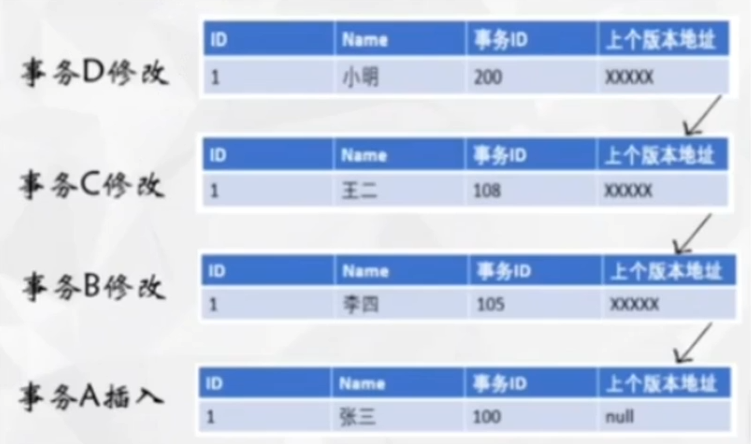 事务D修改
ID Name 事务ID 上个版本地址
1 小明 200 XXXXX
事务C修改
ID Name 事务ID 上个版本地址
1 王二 108 XXXXX
事务B修改
ID Name 事务ID 上个版本地址
1 李四 105 XXXXX
事务A插入
ID Name 事务ID 上个版本地址
1 张三 100 null